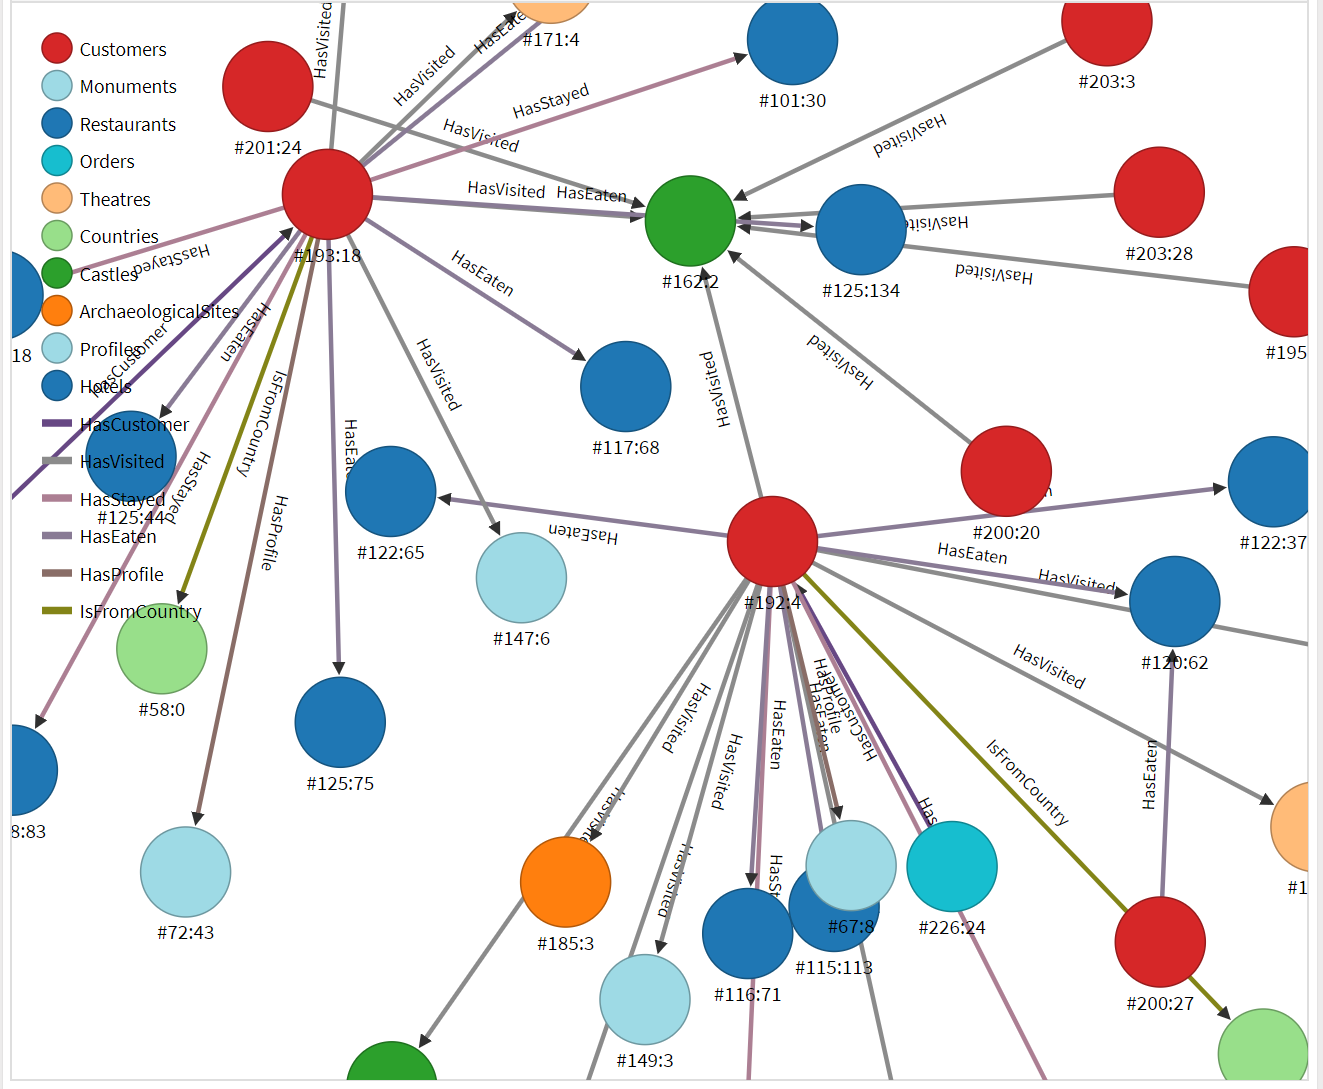 Customers
Monuments
Restaurants
Orders
Theatres
Countries
Castles
ArchaeologicalSites
Profiles
Hotels
HasCustomer
HasVisited
HasStayed
HasEaten
HasProfile
IsFromCountry
HasVisited
HasVisited
#171:4
HasStayed
#101:30
#203:3
#201:24
HasVisited
HasVisited
HasVisited
HasEaten
HasVisited
#203:28
#193:18
HasStayed
HasEaten
#162:2
#125:134
HasVisited
#195
18
HasCustomer
HasEaten
HasVisited
HasVisited
HasVisited
#117:68
IsFromCountry
HasStayed
#125:44
#122:65
HasEaten
#200:20
#122:37
HasProfile
HasEaten
HasVisited
#147:6
#192:4
#120:62
#58:0
HasVisited
HasVisited
HasVisited
HasEaten
HasEaten
HasProfile
HasCustomer
IsFromCountry
HasEaten
#125:75
8:83
HasVisited
#72:43
#185:3
#67:8
#226:24
#115:113
#116:71
#200:27
#149:3